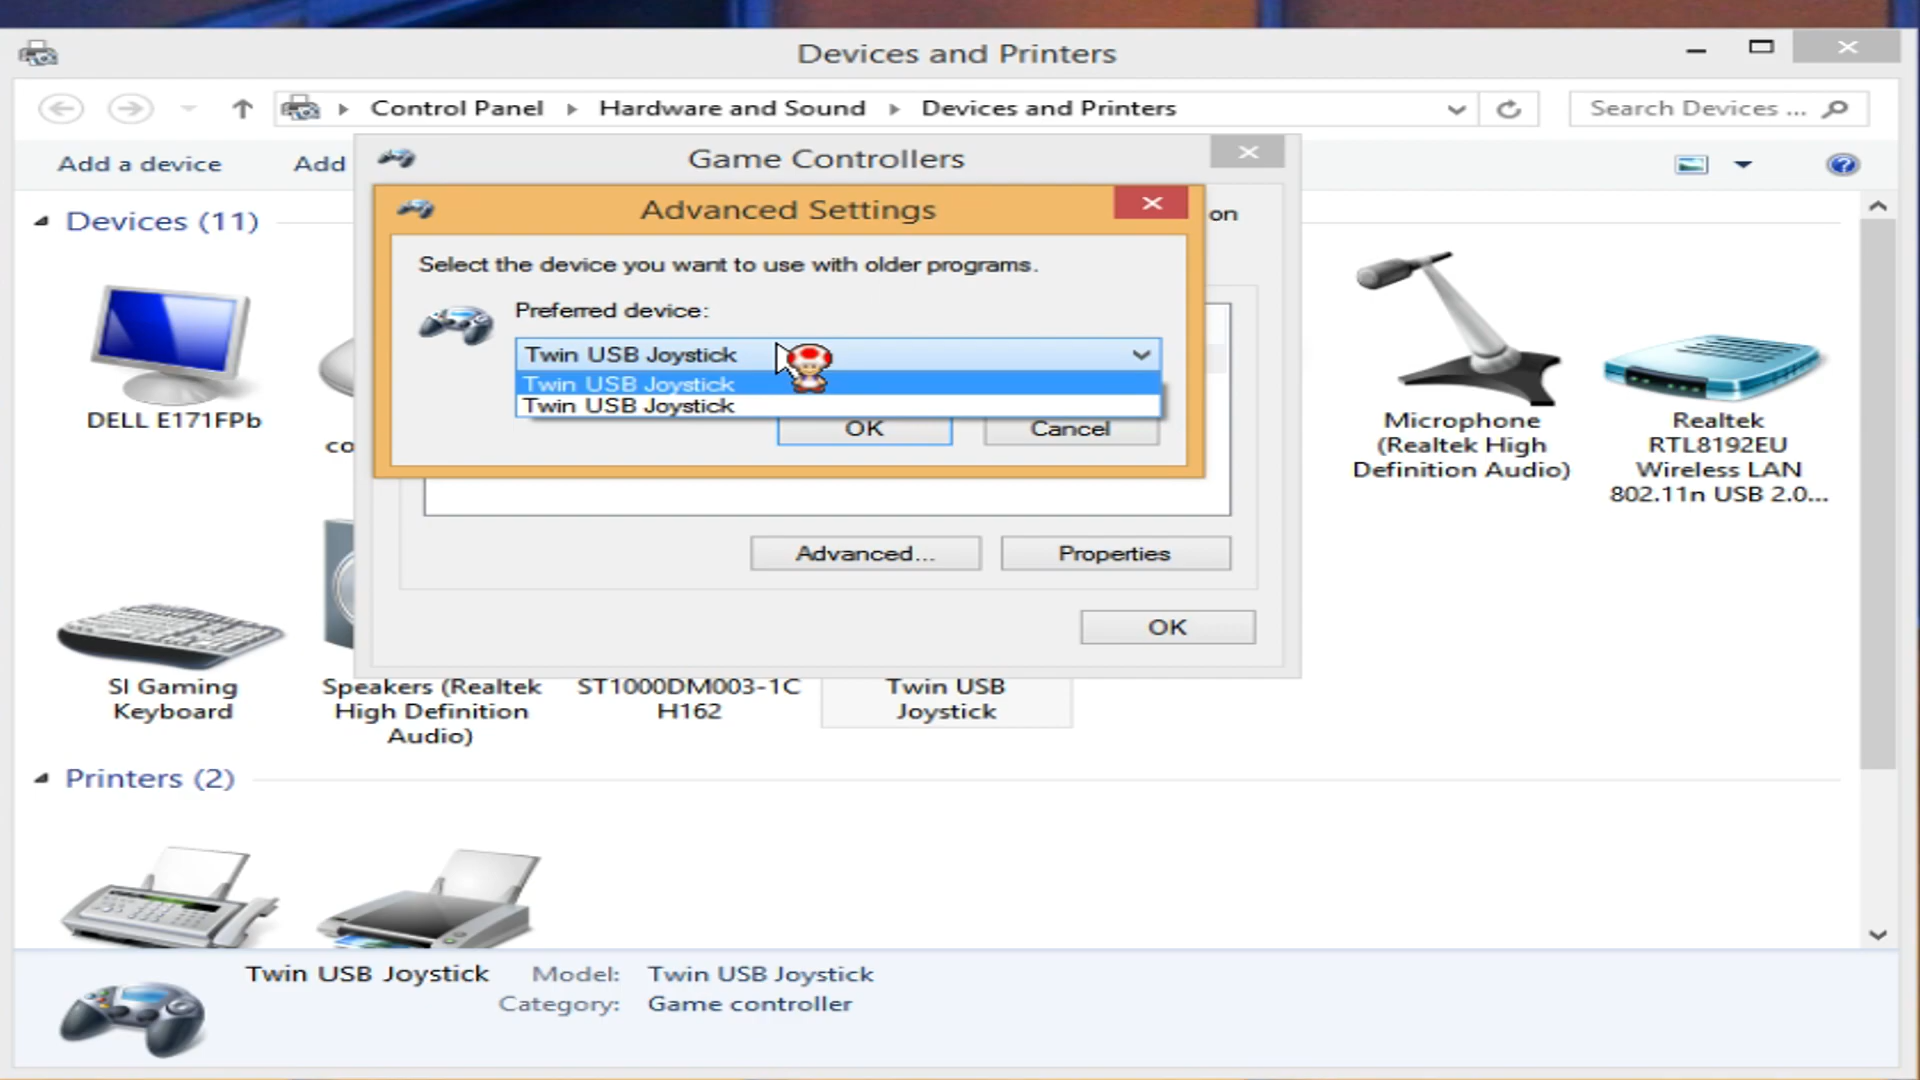 Devices and Printers
Control Panel
Hardware and Sound
Devices and Printers
Search Devices ...
Add a device
Add
Game Controllers
on
Advanced Settings
Select the device you want to use with older programs.
Preferred device:
Twin USB Joystick
Twin USB Joystick
Twin USB Joystick
OK
Cancel
Advanced...
Properties
OK
Devices (11)
DELL E171FPb
co
Microphone
(Realtek High
Definition Audio)
Realtek
RTL8192EU
Wireless LAN
802.11n USB 2.0...
SI Gaming
Keyboard
Speakers (Realtek
High Definition
Audio)
ST1000DM003-1C
H162
Twin USB
Joystick
Printers (2)
Twin USB Joystick
Model: Twin USB Joystick
Category: Game controller